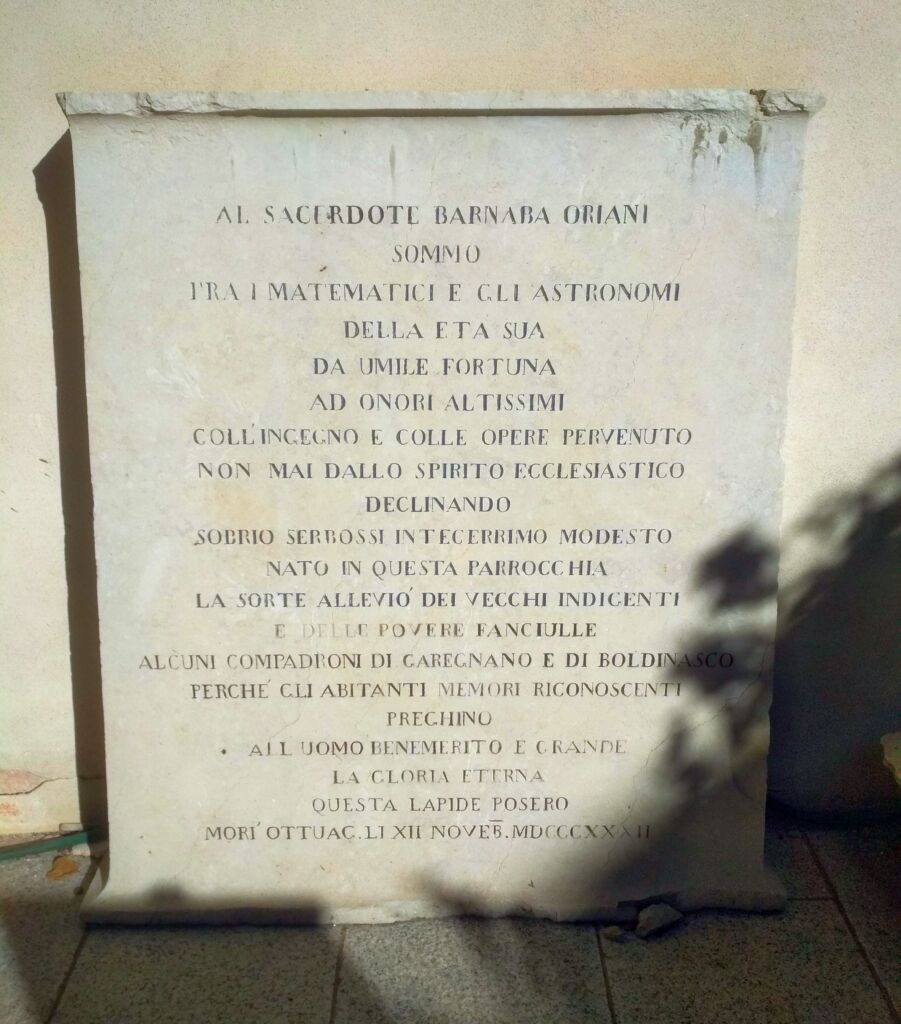 AL SACERDOTE BARNABA ORIANI
SOMMO
FRA I MATEMATICI E GLI ASTRONOMI
DELLA ETA SUA
DA UMILE FORTUNA
AD ONORI ALTISSIMI
COLL'INGEGNO E COLLE OPERE PERVENUTO
NON MAI DALLO SPIRITO ECCLESIASTICO
DECLINANDO
SOBRIO SERBOSSI INTEGERRIMO MODESTO
NATO IN QUESTA PARROCCHIA
LA SORTE ALLEVIO' DEI VECCHI INDIGENTI
E DELLE POVERE FANCIULLE
ALCUNI COMPADRONI DI GAREGNANO E DI BOLDINASCO
PERCHE' GLI ABITANTI MEMORI RICONOSCENTI
PREGHINO
ALL'UOMO BENEMERITO E GRANDE
LA GLORIA ETERNA
QUESTA LAPIDE POSERO
MORI' OTTUAG. LI XII NOVEB̅. MDCCCXXXII